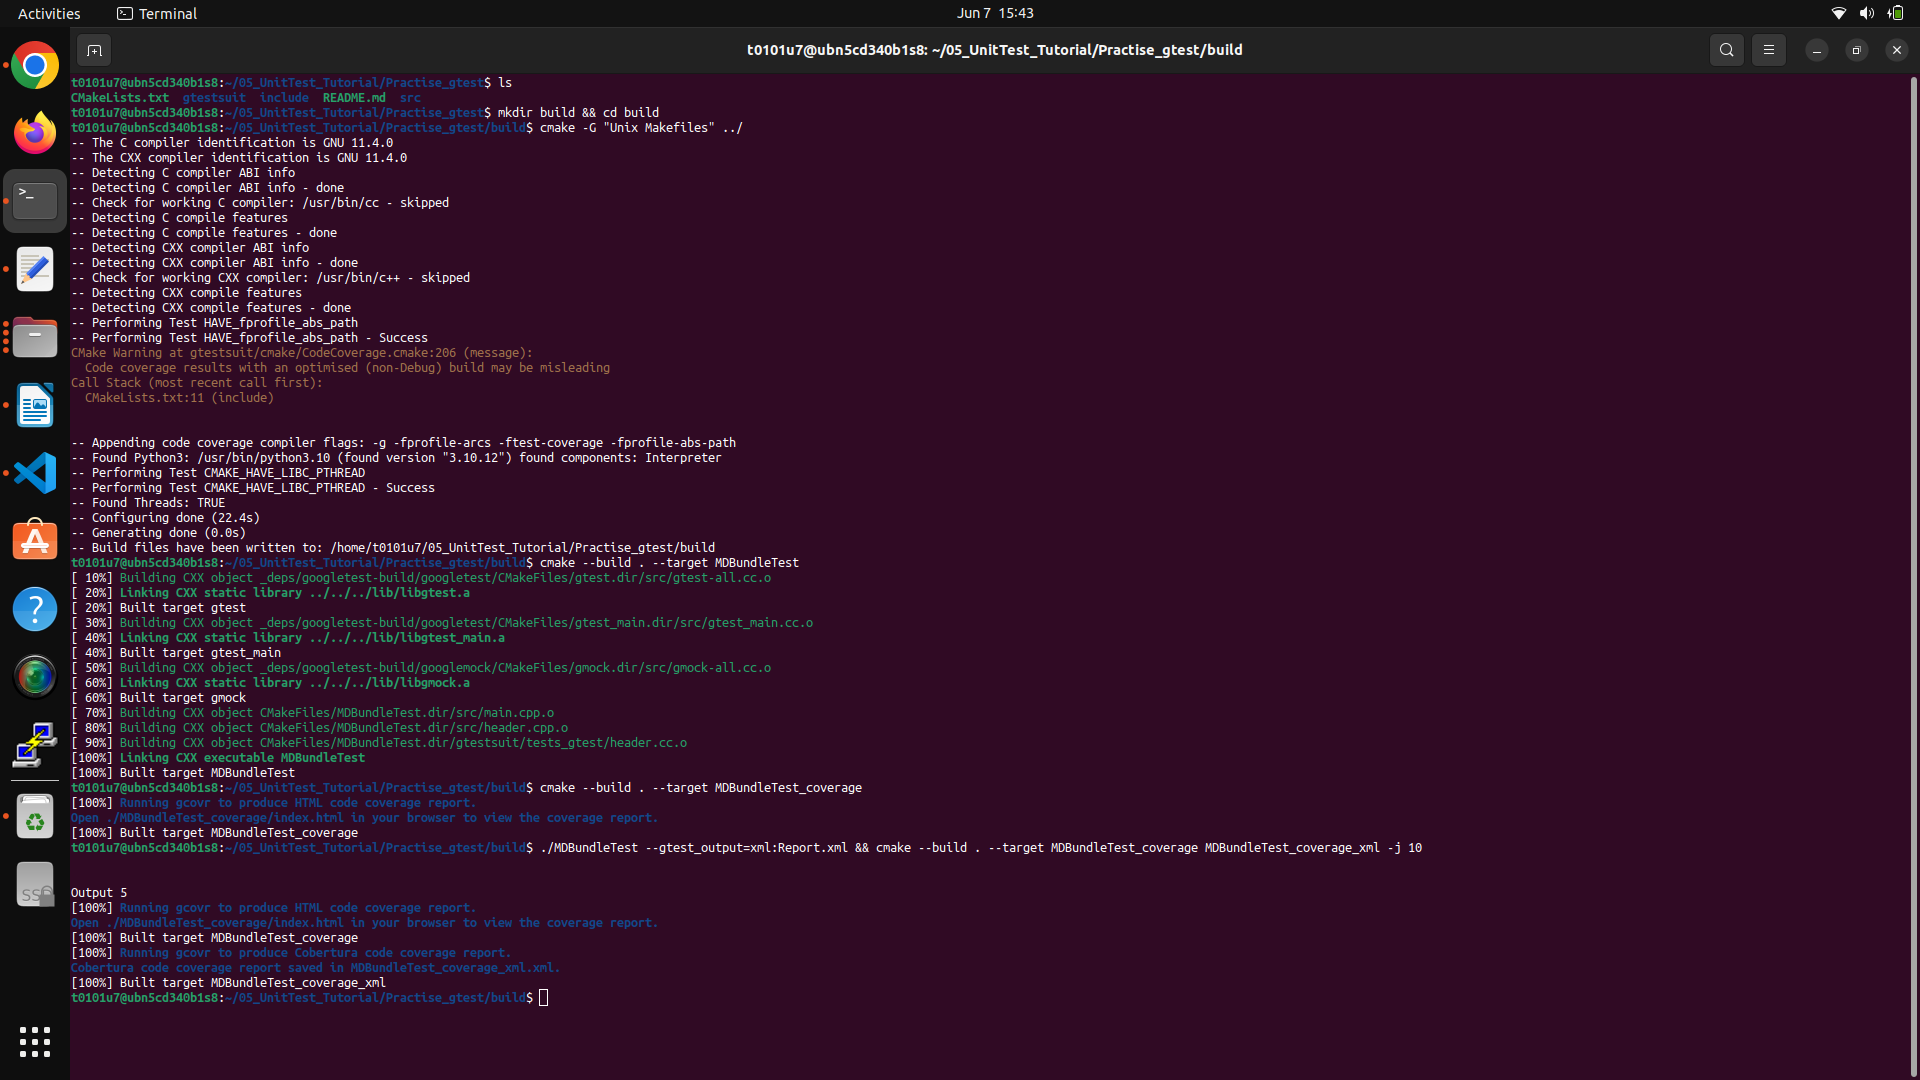 Activities
Terminal
Jun 7 15:43
t0101u7@ubn5cd340b1s8: ~/05_UnitTest_Tutorial/Practise_gtest/build
t0101u7@ubn5cd340b1s8:~/05_UnitTest_Tutorial/Practise_gtest$ ls
CMakeLists.txt gtestsuit include README.md src
t0101u7@ubn5cd340b1s8:~/05_UnitTest_Tutorial/Practise_gtest$ mkdir build && cd build
t0101u7@ubn5cd340b1s8:~/05_UnitTest_Tutorial/Practise_gtest/build$ cmake -G "Unix Makefiles" ../
-- The C compiler identification is GNU 11.4.0
-- The CXX compiler identification is GNU 11.4.0
-- Detecting C compiler ABI info
-- Detecting C compiler ABI info - done
-- Check for working C compiler: /usr/bin/cc - skipped
-- Detecting C compile features
-- Detecting C compile features - done
-- Detecting CXX compiler ABI info
-- Detecting CXX compiler ABI info - done
-- Check for working CXX compiler: /usr/bin/c++ - skipped
-- Detecting CXX compile features
-- Detecting CXX compile features - done
-- Performing Test HAVE_fprofile_abs_path
-- Performing Test HAVE_fprofile_abs_path - Success
CMake Warning at gtestsuit/cmake/CodeCoverage.cmake:206 (message):
  Code coverage results with an optimised (non-Debug) build may be misleading
Call Stack (most recent call first):
  CMakeLists.txt:11 (include)
-- Appending code coverage compiler flags: -g -fprofile-arcs -ftest-coverage -fprofile-abs-path
-- Found Python3: /usr/bin/python3.10 (found version "3.10.12") found components: Interpreter
-- Performing Test CMAKE_HAVE_LIBC_PTHREAD
-- Performing Test CMAKE_HAVE_LIBC_PTHREAD - Success
-- Found Threads: TRUE
-- Configuring done (22.4s)
-- Generating done (0.0s)
-- Build files have been written to: /home/t0101u7/05_UnitTest_Tutorial/Practise_gtest/build
t0101u7@ubn5cd340b1s8:~/05_UnitTest_Tutorial/Practise_gtest/build$ cmake --build . --target MDBundleTest
[ 10%] Building CXX object _deps/googletest-build/googletest/CMakeFiles/gtest.dir/src/gtest-all.cc.o
[ 20%] Linking CXX static library ../../../lib/libgtest.a
[ 20%] Built target gtest
[ 30%] Building CXX object _deps/googletest-build/googletest/CMakeFiles/gtest_main.dir/src/gtest_main.cc.o
[ 40%] Linking CXX static library ../../../lib/libgtest_main.a
[ 40%] Built target gtest_main
[ 50%] Building CXX object _deps/googletest-build/googlemock/CMakeFiles/gmock.dir/src/gmock-all.cc.o
[ 60%] Linking CXX static library ../../../lib/libgmock.a
[ 60%] Built target gmock
[ 70%] Building CXX object CMakeFiles/MDBundleTest.dir/src/main.cpp.o
[ 80%] Building CXX object CMakeFiles/MDBundleTest.dir/src/header.cpp.o
[ 90%] Building CXX object CMakeFiles/MDBundleTest.dir/gtestsuit/tests_gtest/header.cc.o
[100%] Linking CXX executable MDBundleTest
[100%] Built target MDBundleTest
t0101u7@ubn5cd340b1s8:~/05_UnitTest_Tutorial/Practise_gtest/build$ cmake --build . --target MDBundleTest_coverage
[100%] Running gcovr to produce HTML code coverage report.
Open ./MDBundleTest_coverage/index.html in your browser to view the coverage report.
[100%] Built target MDBundleTest_coverage
t0101u7@ubn5cd340b1s8:~/05_UnitTest_Tutorial/Practise_gtest/build$ ./MDBundleTest --gtest_output=xml:Report.xml && cmake --build . --target MDBundleTest_coverage MDBundleTest_coverage_xml -j 10
Output 5
[100%] Running gcovr to produce HTML code coverage report.
Open ./MDBundleTest_coverage/index.html in your browser to view the coverage report.
[100%] Built target MDBundleTest_coverage
[100%] Running gcovr to produce Cobertura code coverage report.
Cobertura code coverage report saved in MDBundleTest_coverage_xml.xml.
[100%] Built target MDBundleTest_coverage_xml
t0101u7@ubn5cd340b1s8:~/05_UnitTest_Tutorial/Practise_gtest/build$